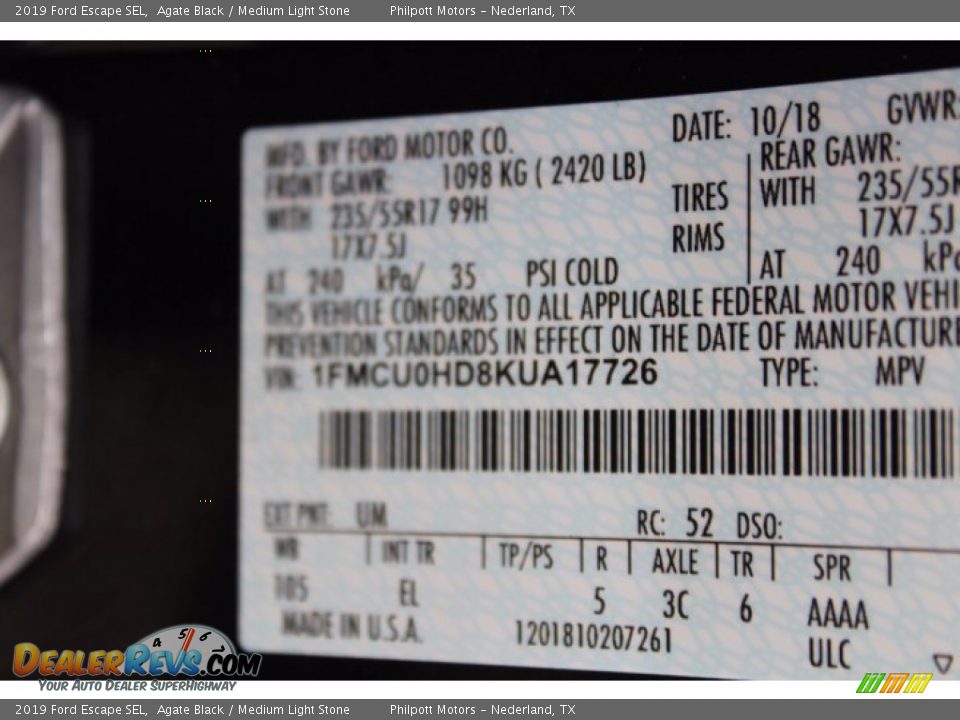 2019 Ford Escape SEL, Agate Black / Medium Light Stone Philpott Motors - Nederland, TX
MFD. BY FORD MOTOR CO. DATE: 10/18 GVWR:
FRONT GAWR: 1098 KG ( 2420 LB) REAR GAWR:
WITH 235/55R17 99H TIRES WITH 235/55R
17X7.5J RIMS 17X7.5J
AT 240 kPa/ 35 PSI COLD AT 240 kPa
THIS VEHICLE CONFORMS TO ALL APPLICABLE FEDERAL MOTOR VEHI
PREVENTION STANDARDS IN EFFECT ON THE DATE OF MANUFACTURE
VIN: 1FMCU0HD8KUA17726 TYPE: MPV
EXT PNT: UM RC: 52 DSO:
WB INT TR TP/PS R AXLE TR SPR
105 EL 5 3C 6 AAAA
MADE IN U.S.A. 1201810207261 ULC
4 5 6
DEALERREVS.COM
YOUR AUTO DEALER SUPERHIGHWAY
2019 Ford Escape SEL, Agate Black / Medium Light Stone Philpott Motors - Nederland, TX